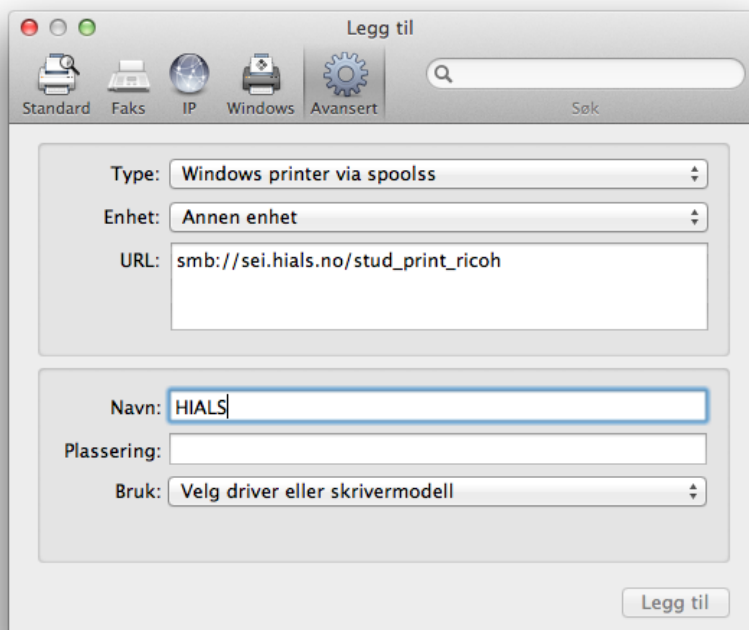 Legg til
Standard Faks IP Windows Avansert Søk
Type: Windows printer via spoolss
Enhet: Annen enhet
URL: smb://sei.hials.no/stud_print_ricoh
Navn: HIALS
Plassering:
Bruk: Velg driver eller skrivermodell
Legg til